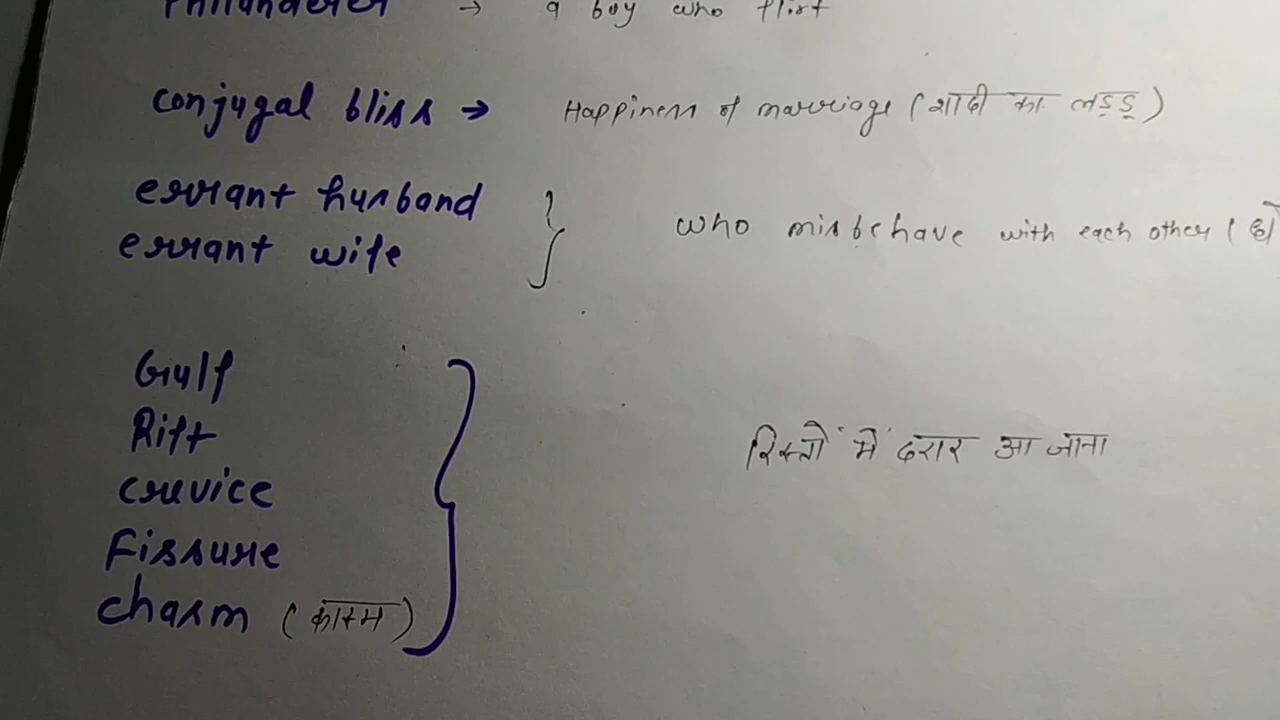 Philanderer → a boy who flirt
conjugal bliss → Happiness of marriage (शादी का लड्डू)
errant husband
errant wife
who misbehave with each other (
Gulf
Rift
crevice
Fissure
chasm (कास्म)
रिस्तों में दरार आ जाना